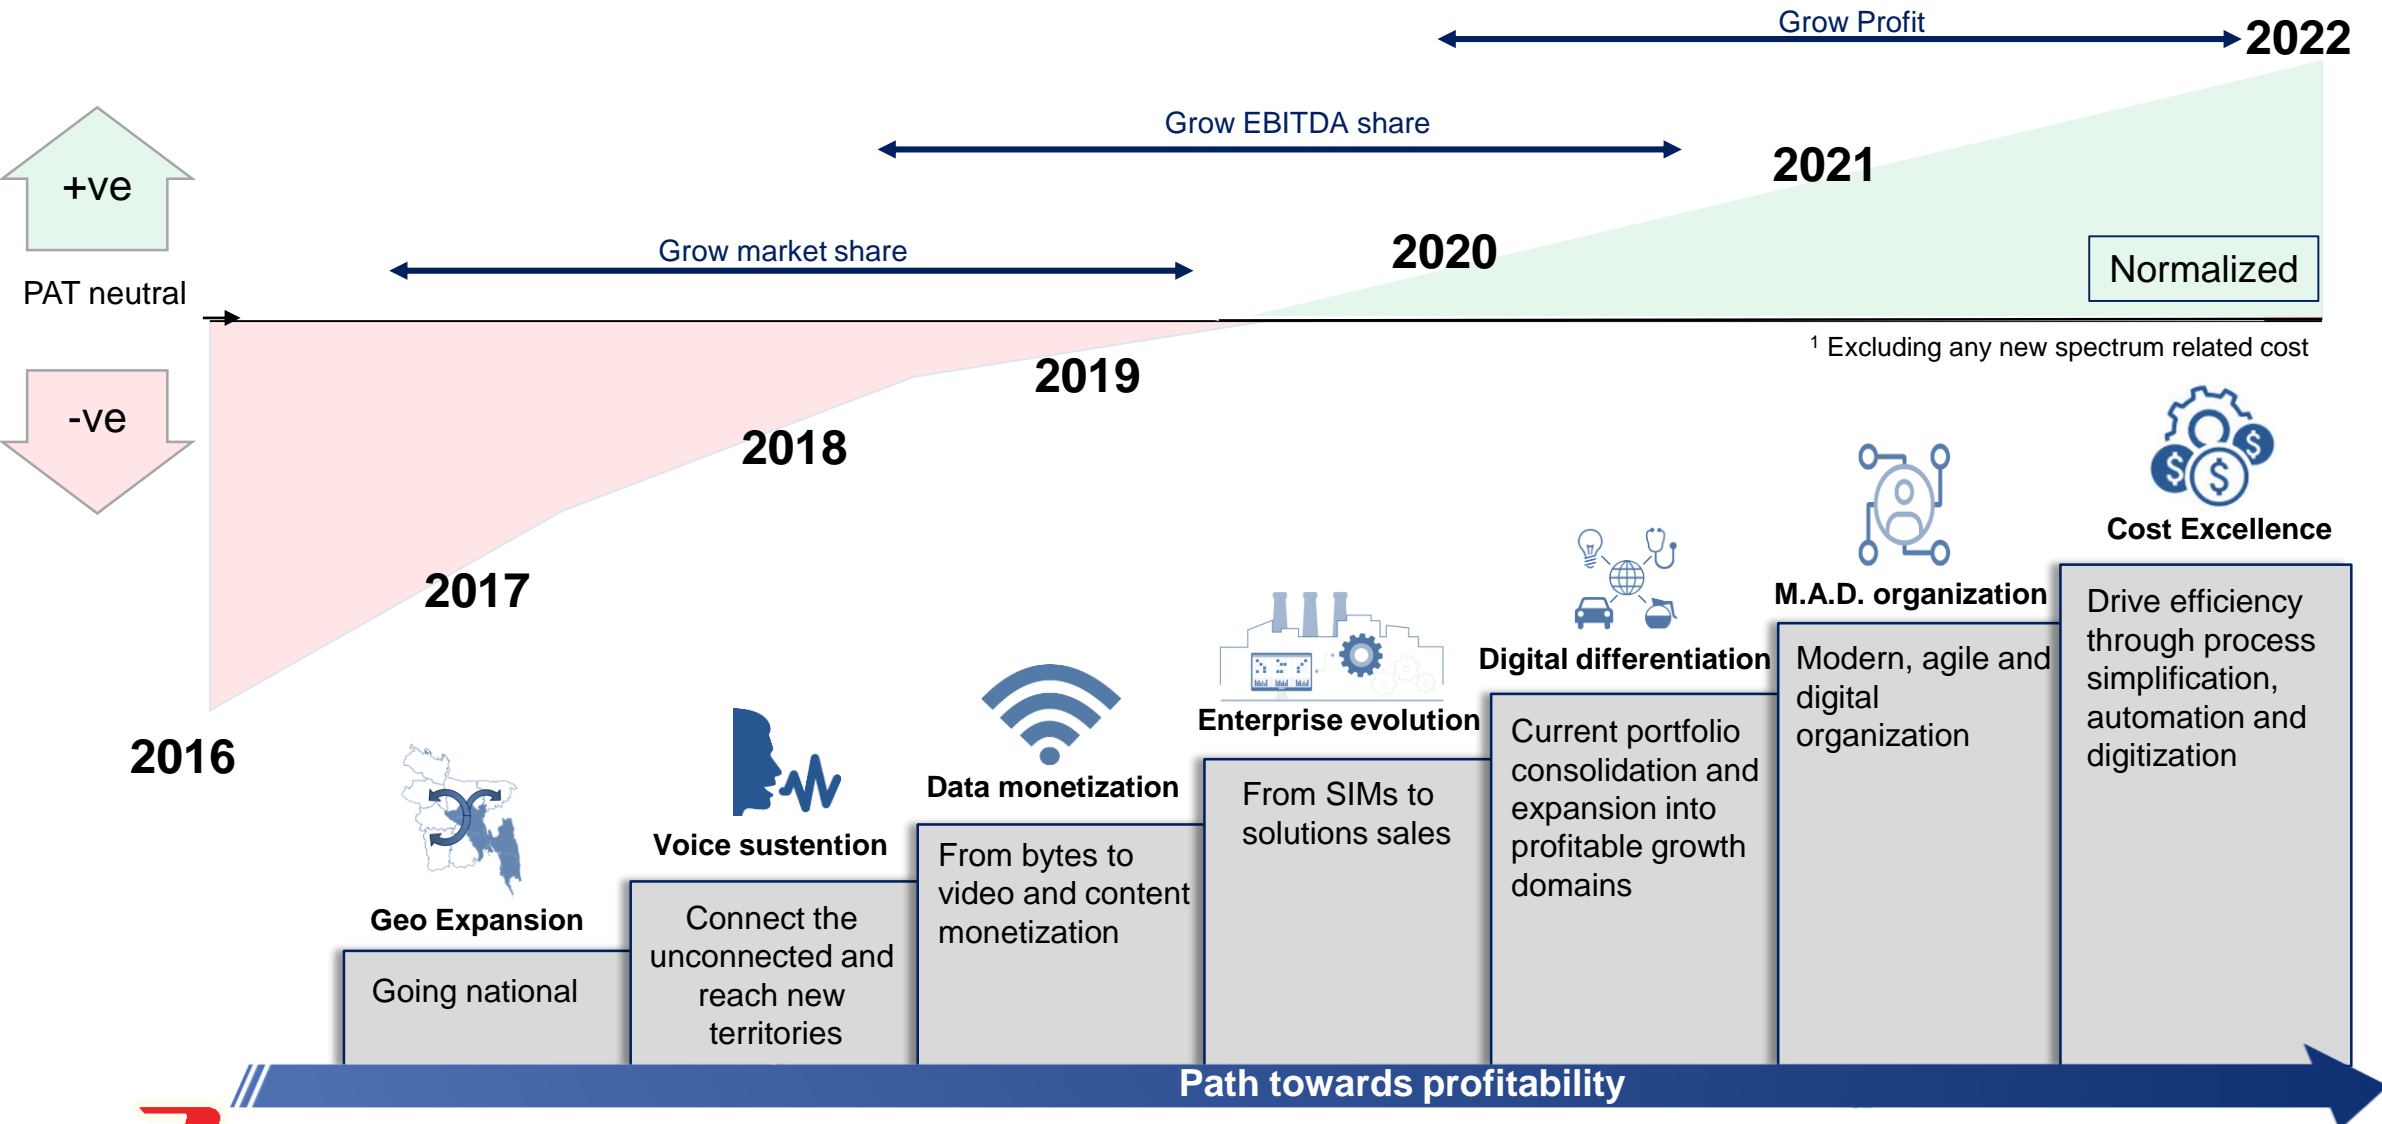 Grow Profit
2022
Grow EBITDA share
2021
+ve
Grow market share
2020
Normalized
PAT neutral
¹ Excluding any new spectrum related cost
2019
-ve
2018
2017
2016
Cost Excellence
Drive efficiency
through process
simplification,
automation and
digitization
M.A.D. organization
Modern, agile and
digital
organization
Digital differentiation
Current portfolio
consolidation and
expansion into
profitable growth
domains
Enterprise evolution
From SIMs to
solutions sales
Data monetization
From bytes to
video and content
monetization
Voice sustention
Connect the
unconnected and
reach new
territories
Geo Expansion
Going national
Path towards profitability